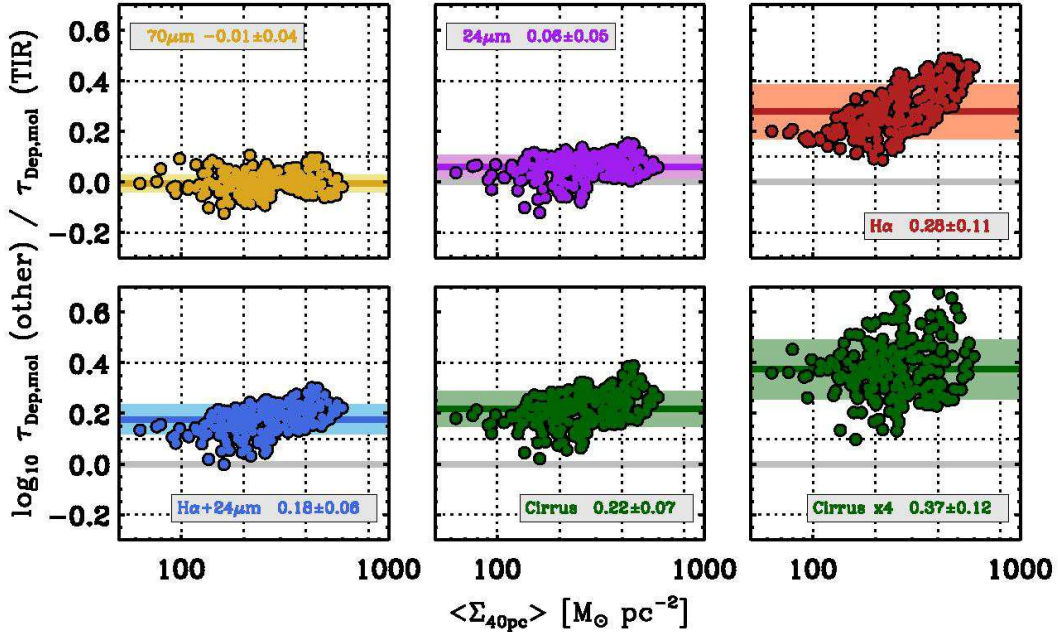 log₁₀ τ_Dep,mol (other) / τ_Dep,mol (TIR)
0.6
0.4
0.2
0.0
−0.2
70μm −0.01±0.04
24μm 0.06±0.05
Hα 0.28±0.11
0.6
0.4
0.2
0.0
−0.2
Hα+24μm 0.18±0.06
Cirrus 0.22±0.07
Cirrus x4 0.37±0.12
100 1000
100 1000
100 1000
<Σ₄₀pc> [M⊙ pc⁻²]